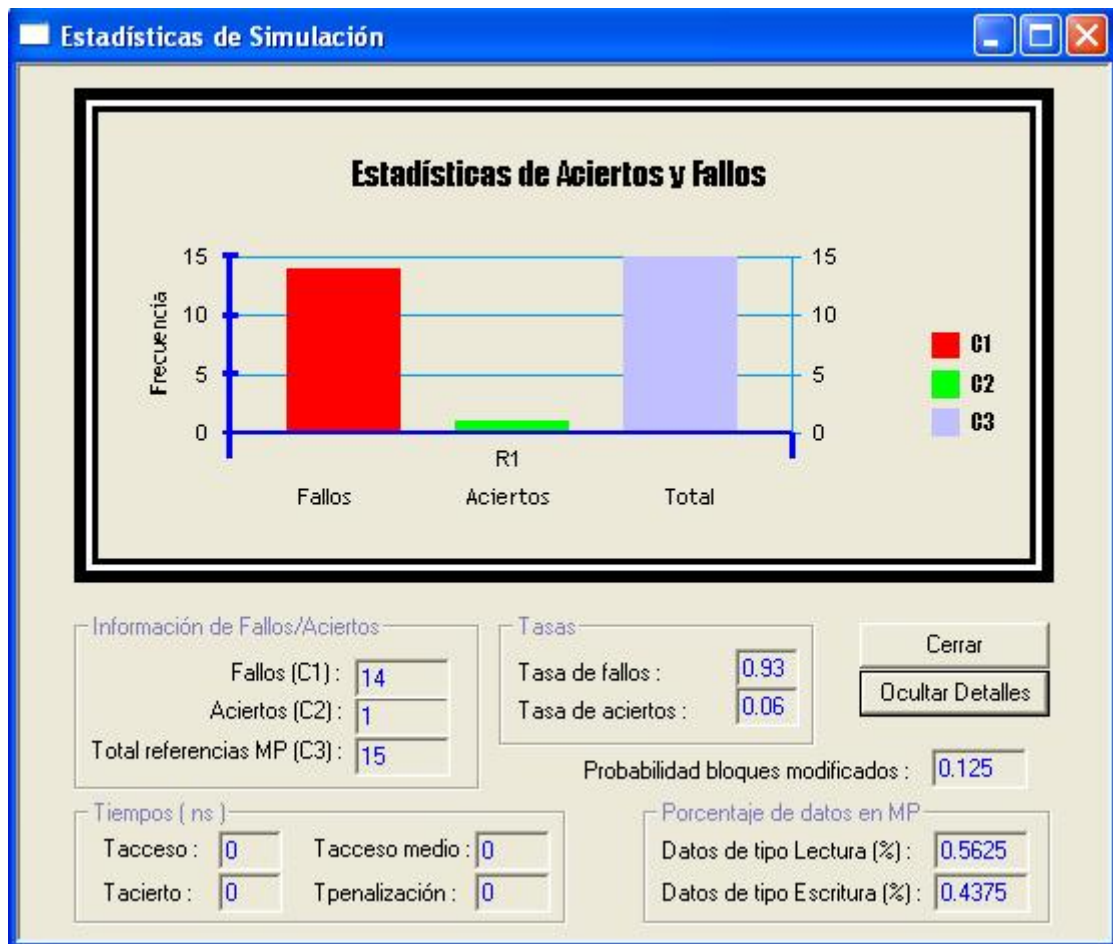 Estadísticas de Simulación
Estadísticas de Aciertos y Fallos
Frecuencia
15
10
5
0
15
10
5
0
R1
Fallos Aciertos Total
C1
C2
C3
Información de Fallos/Aciertos
Fallos (C1) : 14
Aciertos (C2) : 1
Total referencias MP (C3) : 15
Tasas
Tasa de fallos : 0.93
Tasa de aciertos : 0.06
Cerrar
Ocultar Detalles
Probabilidad bloques modificados : 0.125
Tiempos ( ns )
Tacceso : 0 Tacceso medio : 0
Tacierto : 0 Tpenalización : 0
Porcentaje de datos en MP
Datos de tipo Lectura (%) : 0.5625
Datos de tipo Escritura (%) : 0.4375